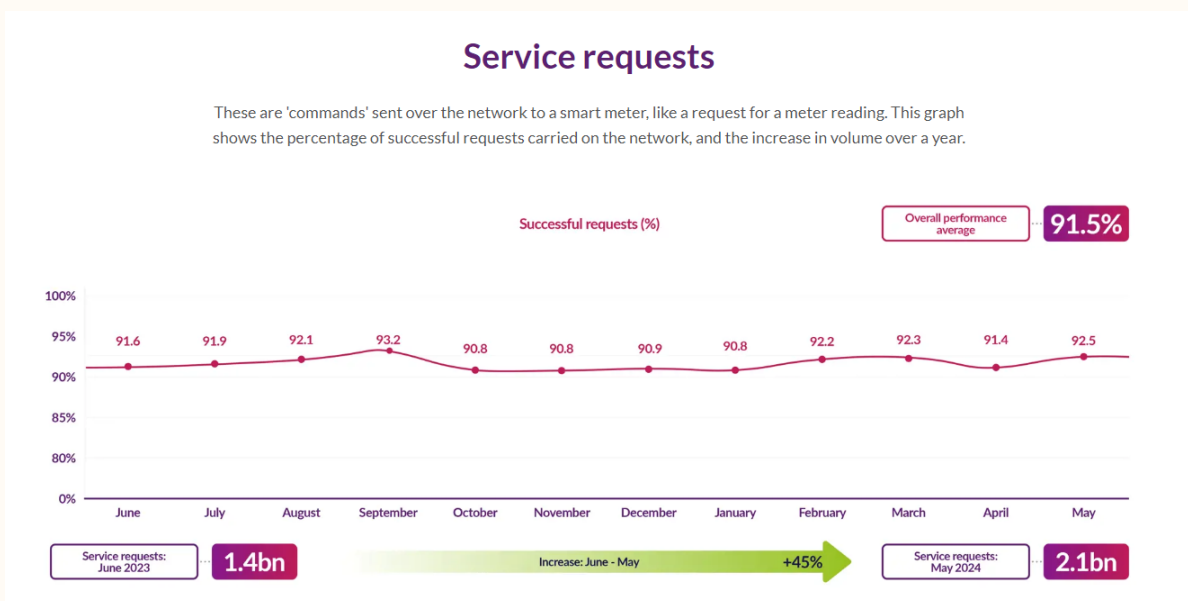 Service requests
These are 'commands' sent over the network to a smart meter, like a request for a meter reading. This graph
shows the percentage of successful requests carried on the network, and the increase in volume over a year.
Successful requests (%)
Overall performance
average
91.5%
100%
95%
90%
85%
80%
0%
91.6
91.9
92.1
93.2
90.8
90.8
90.9
90.8
92.2
92.3
91.4
92.5
June
July
August
September
October
November
December
January
February
March
April
May
Service requests:
June 2023
1.4bn
Increase: June - May
+45%
Service requests:
May 2024
2.1bn